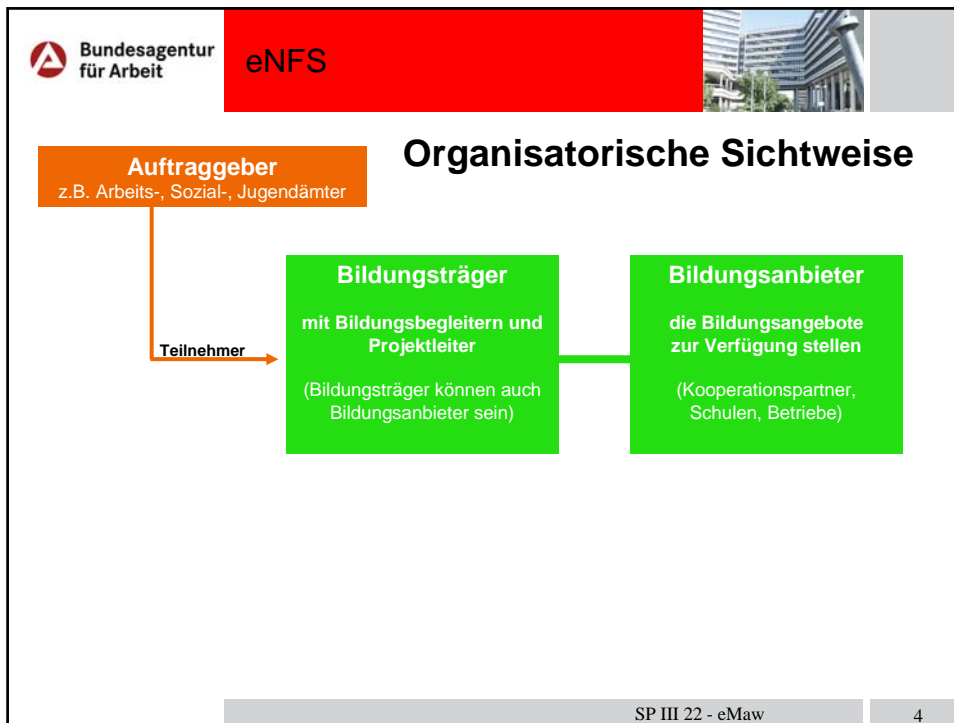 Bundesagentur
für Arbeit
eNFS
Organisatorische Sichtweise
Auftraggeber
z.B. Arbeits-, Sozial-, Jugendämter
Teilnehmer
Bildungsträger
mit Bildungsbegleitern und
Projektleiter
(Bildungsträger können auch
Bildungsanbieter sein)
Bildungsanbieter
die Bildungsangebote
zur Verfügung stellen
(Kooperationspartner,
Schulen, Betriebe)
SP III 22 - eMaw
4